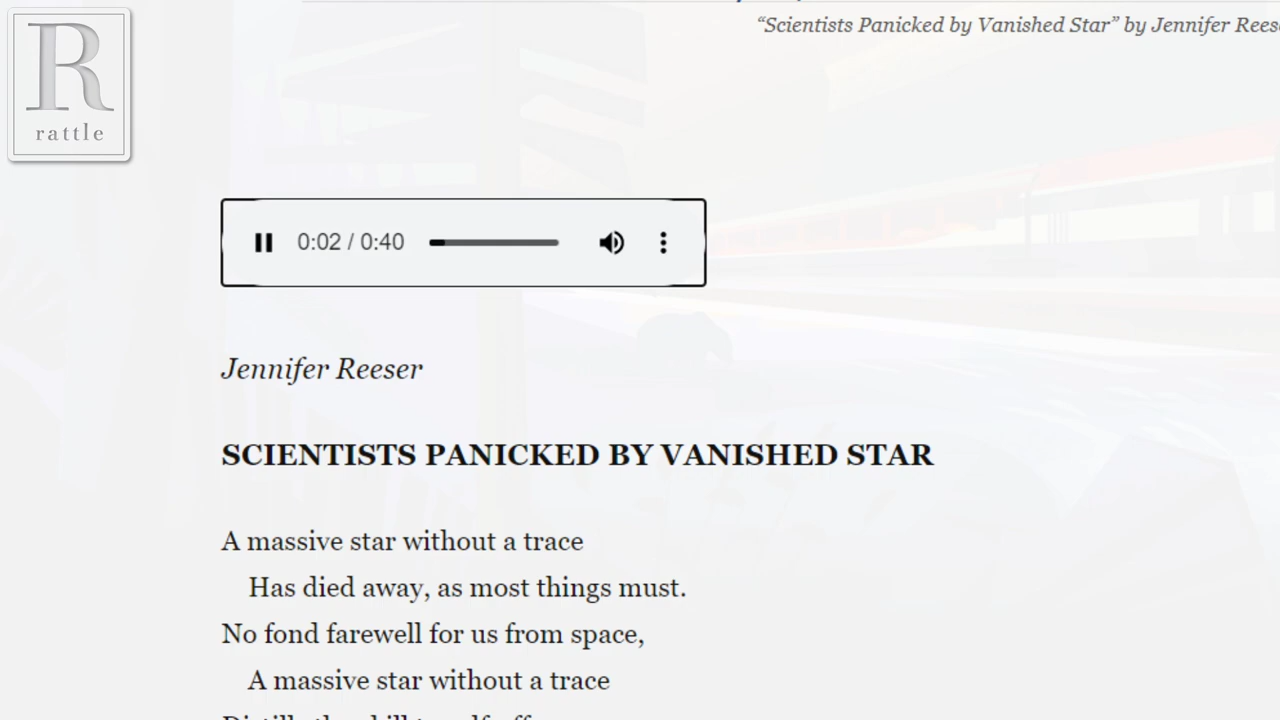 “Scientists Panicked by Vanished Star” by Jennifer
R
rattle
0:02 / 0:40
Jennifer Reeser
SCIENTISTS PANICKED BY VANISHED STAR
A massive star without a trace
Has died away, as most things must.
No fond farewell for us from space,
A massive star without a trace